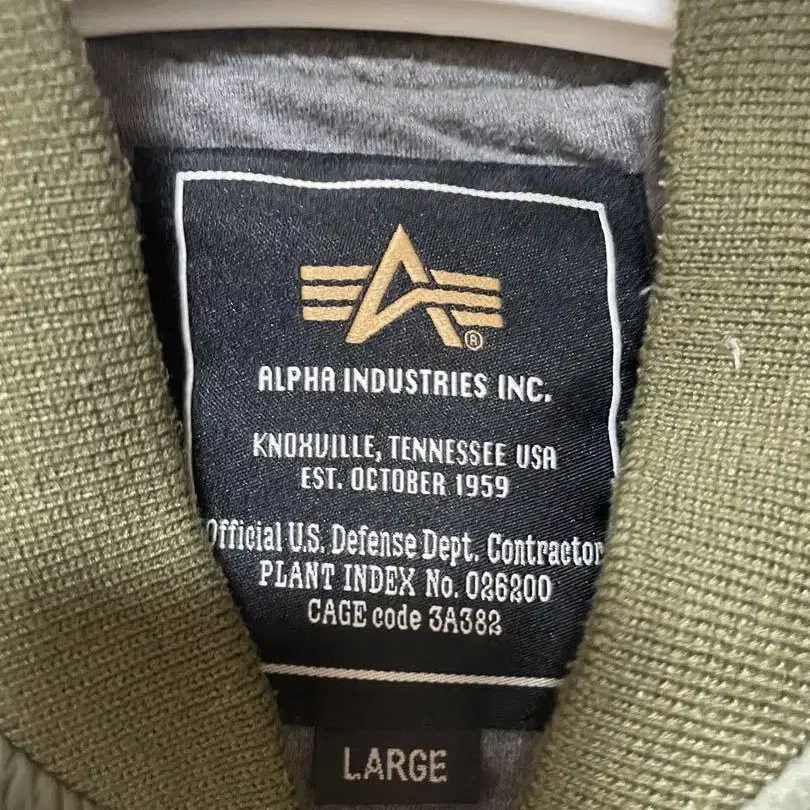 ®
ALPHA INDUSTRIES INC.
KNOXVILLE, TENNESSEE USA
EST. OCTOBER 1959
Official U.S. Defense Dept. Contractor
PLANT INDEX No. 026200
CAGE code 3A382
LARGE